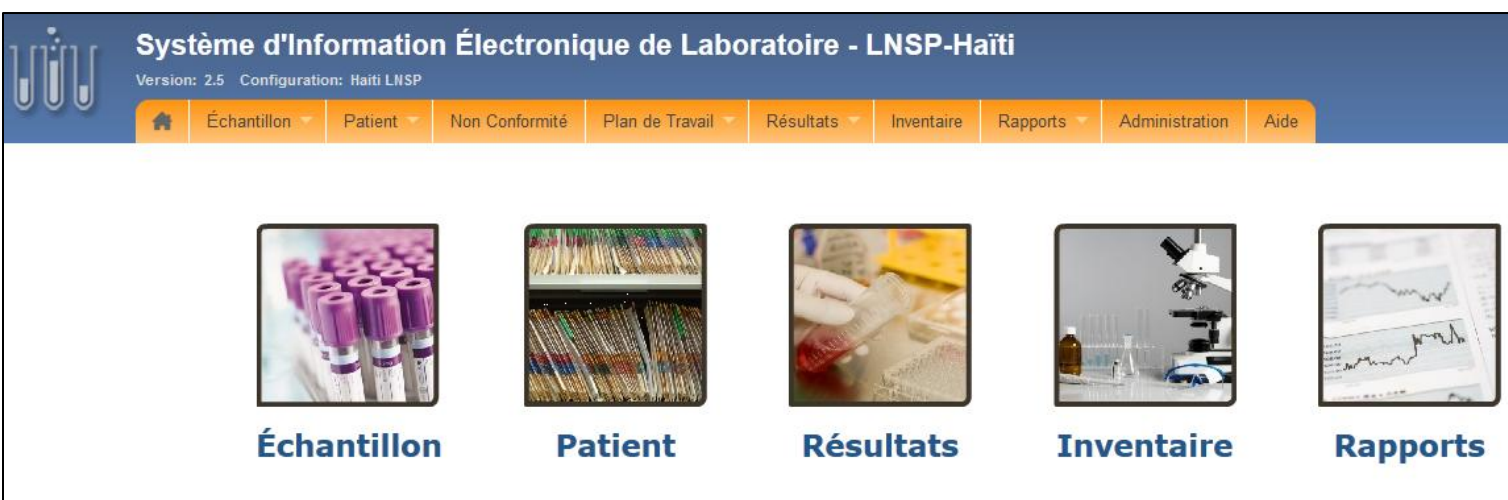 Système d'Information Électronique de Laboratoire - LNSP-Haïti
Version: 2.5 Configuration: Haiti LNSP
Échantillon Patient Non Conformité Plan de Travail Résultats Inventaire Rapports Administration Aide
Échantillon Patient Résultats Inventaire Rapports